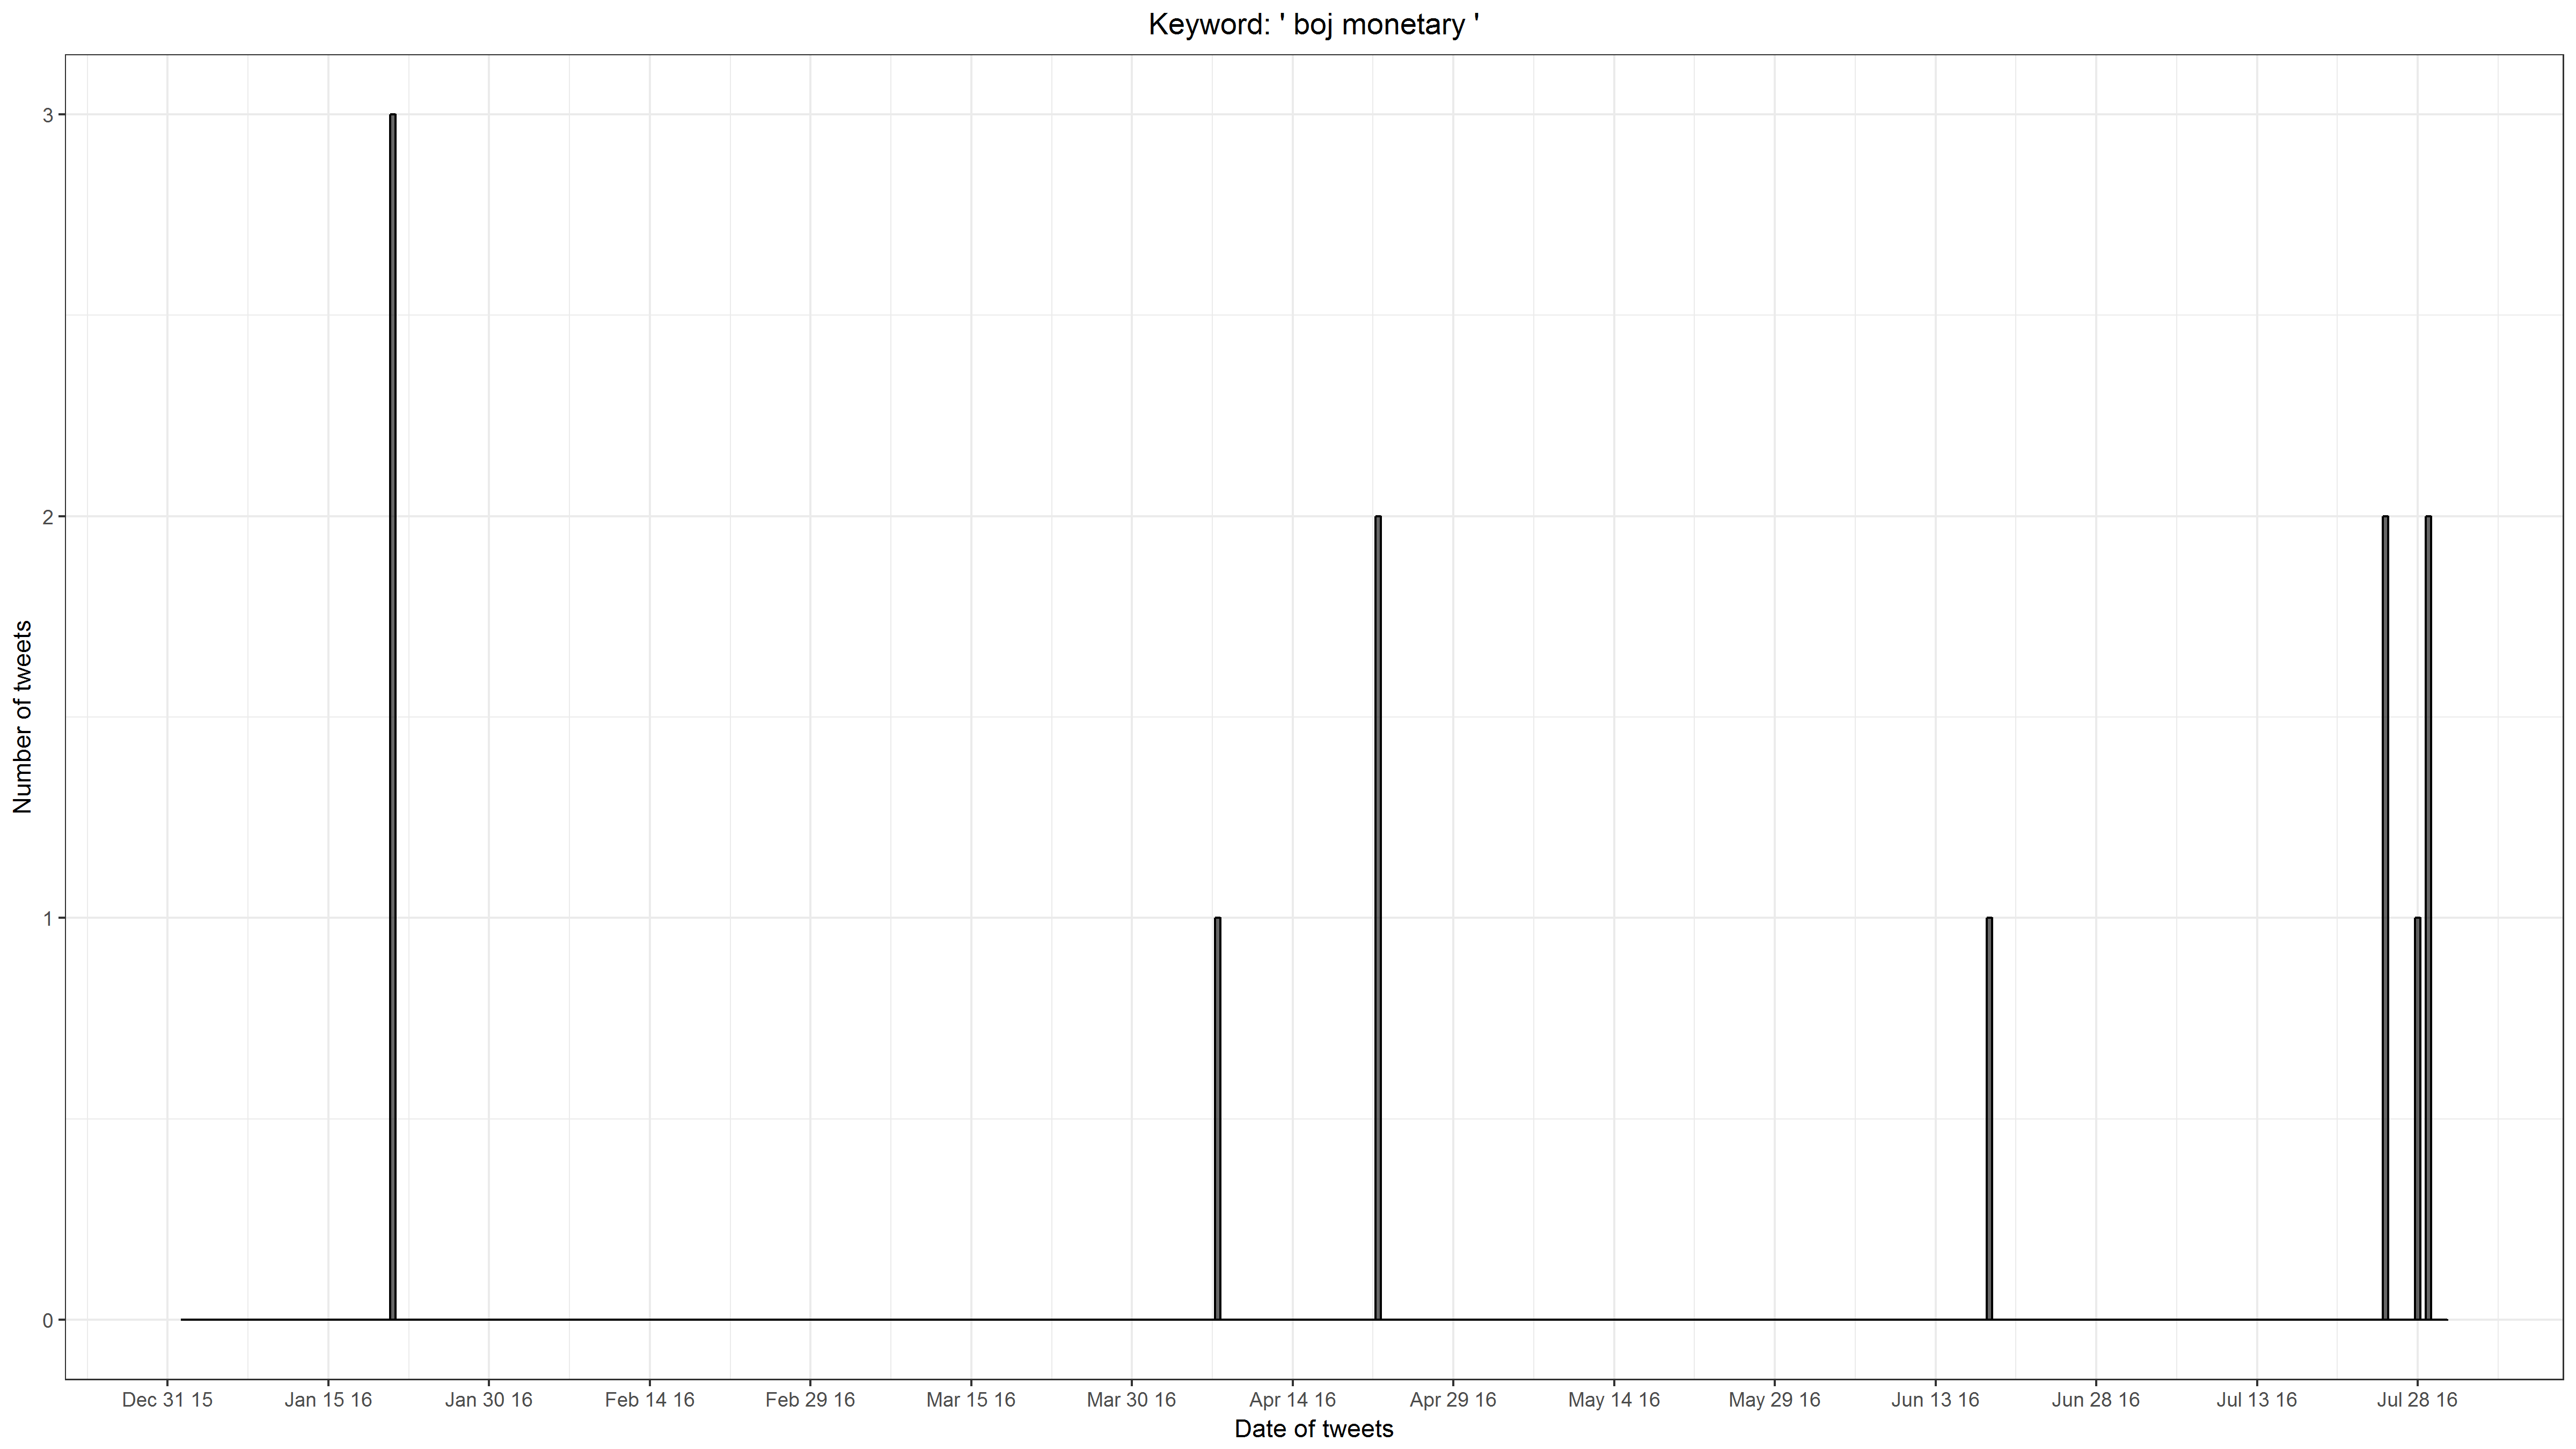 Keyword: ' boj monetary '
3
2
1
0
Number of tweets
Dec 31 15 Jan 15 16 Jan 30 16 Feb 14 16 Feb 29 16 Mar 15 16 Mar 30 16 Apr 14 16 Apr 29 16 May 14 16 May 29 16 Jun 13 16 Jun 28 16 Jul 13 16 Jul 28 16
Date of tweets